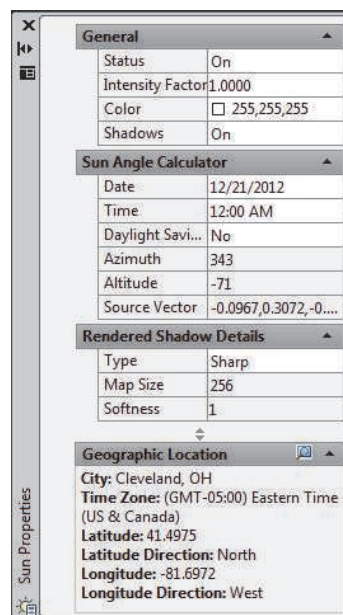 General
Status On
Intensity Factor 1.0000
Color 255,255,255
Shadows On
Sun Angle Calculator
Date 12/21/2012
Time 12:00 AM
Daylight Savi... No
Azimuth 343
Altitude -71
Source Vector -0.0967,0.3072,-0....
Rendered Shadow Details
Type Sharp
Map Size 256
Softness 1
Geographic Location
City: Cleveland, OH
Time Zone: (GMT-05:00) Eastern Time
(US & Canada)
Latitude: 41.4975
Latitude Direction: North
Longitude: -81.6972
Longitude Direction: West
Sun Properties